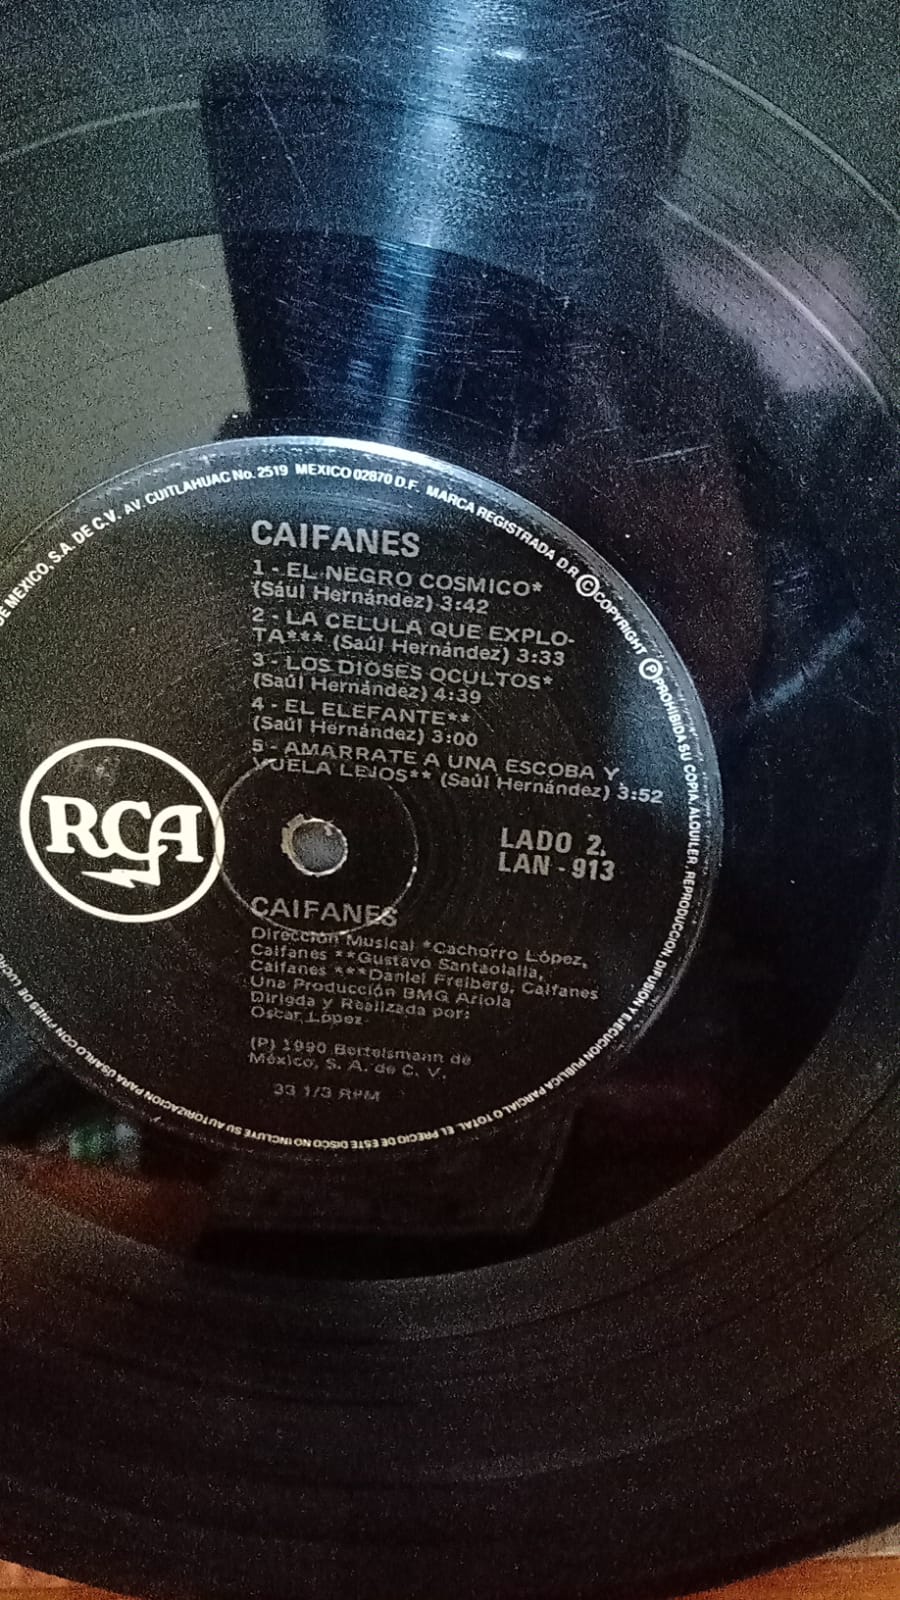 DE MEXICO, S.A. DE C.V. AV. CUITLAHUAC No. 2519 MEXICO 02870 D.F. MARCA REGISTRADA D.R. © COPYRIGHT Ⓟ PROHIBIDA SU COPIA, ALQUILER, REPRODUCCION, DIFUSION Y EJECUCION PUBLICA PARCIAL O TOTAL EL PRECIO DE ESTE DISCO NO INCLUYE SU AUTORIZACION PARA USARLO CON FINES DE LUCRO
CAIFANES
1 - EL NEGRO COSMICO*
(Saúl Hernández) 3:42
2 - LA CELULA QUE EXPLO-
TA*** (Saúl Hernández) 3:33
3 - LOS DIOSES OCULTOS*
(Saúl Hernández) 4:39
4 - EL ELEFANTE**
(Saúl Hernández) 3:00
5 - AMARRATE A UNA ESCOBA Y
VUELA LEJOS** (Saúl Hernández) 3:52
RCA
LADO 2.
LAN - 913
CAIFANES
Dirección Musical *Cachorro López,
Caifanes **Gustavo Santaolalla,
Caifanes ***Daniel Freiberg, Caifanes
Una Producción BMG Ariola
Dirigda y Realizada por:
Oscar López
(P) 1990 Bertelsmann de
México, S. A. de C. V.
33 1/3 RPM